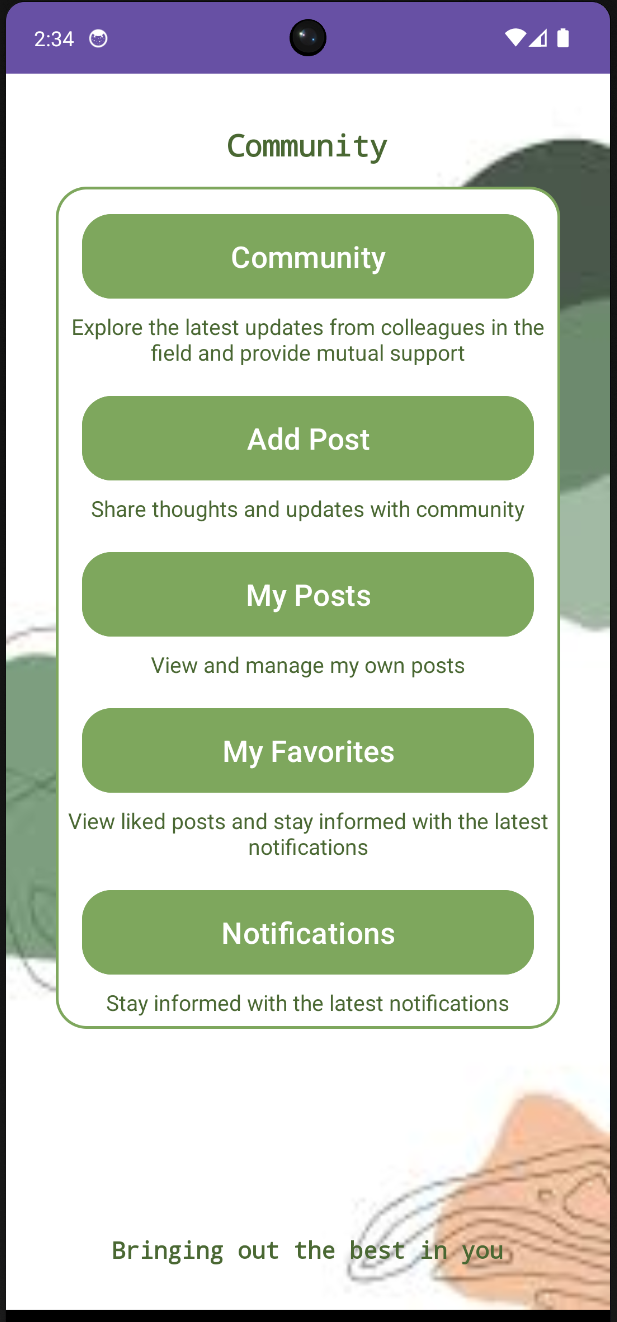 2:34
Community
Community
Explore the latest updates from colleagues in the
field and provide mutual support
Add Post
Share thoughts and updates with community
My Posts
View and manage my own posts
My Favorites
View liked posts and stay informed with the latest
notifications
Notifications
Stay informed with the latest notifications
Bringing out the best in you